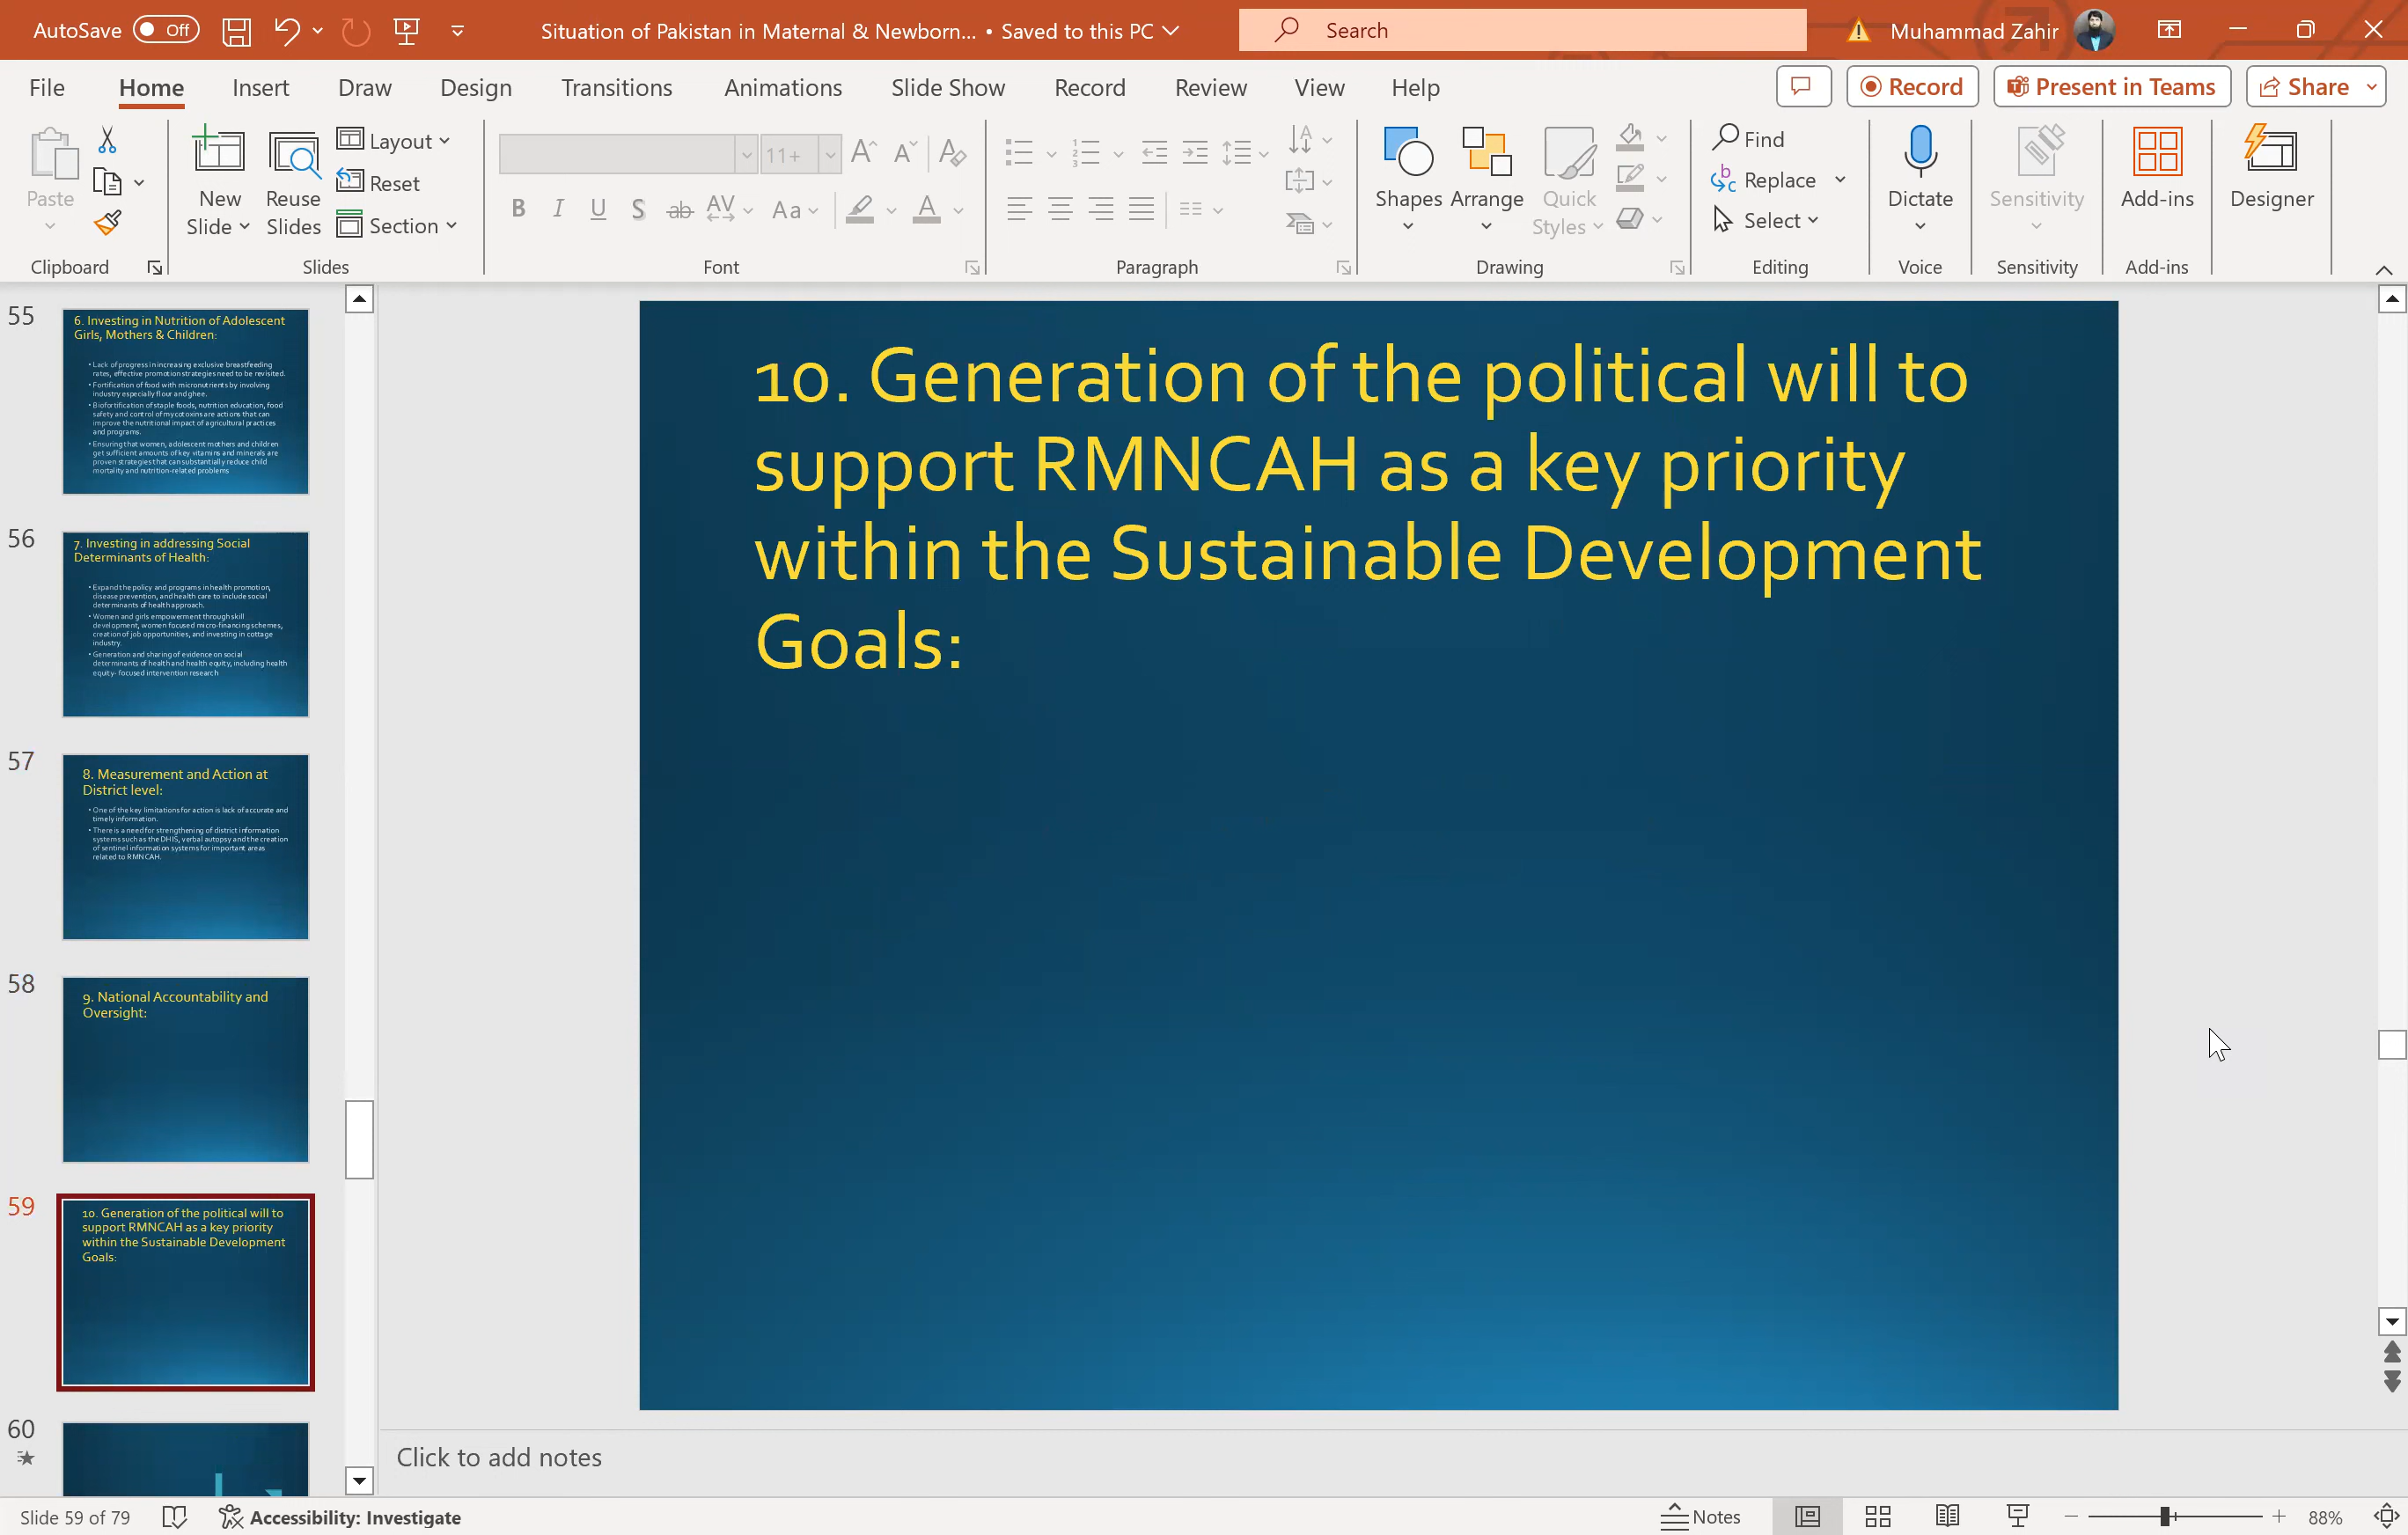 AutoSave Off Situation of Pakistan in Maternal & Newborn... • Saved to this PC Search Muhammad Zahir
File Home Insert Draw Design Transitions Animations Slide Show Record Review View Help Record Present in Teams Share
Paste
Clipboard
New
Slide
Reuse
Slides
Layout
Reset
Section
Slides
11+
B I U S ab AV Aa A
Font
Paragraph
Shapes
Arrange
Quick
Styles
Drawing
Find
Replace
Select
Editing
Dictate
Voice
Sensitivity
Sensitivity
Add-ins
Add-ins
Designer
55
6. Investing in Nutrition of Adolescent
Girls, Mothers & Children:
• Lack of progress in increasing exclusive breastfeeding
rates, effective promotion strategies need to be revisited.
• Fortification of food with micronutrients by involving
industry especially flour and ghee.
• Biofortification of staple foods, nutrition education, food
safety and control of mycotoxins are actions that can
improve the nutritional impact of agricultural practices
and programs.
• Ensuring that women, adolescent mothers and children
get sufficient amounts of key vitamins and minerals are
proven strategies that can substantially reduce child
mortality and nutrition-related problems
56
7. Investing in addressing Social
Determinants of Health:
• Expand the policy and programs in health promotion,
disease prevention, and health care to include social
determinants of health approach.
• Women and girls empowerment through skill
development, women focused micro-financing schemes,
creation of job opportunities, and investing in cottage
industry.
• Generation and sharing of evidence on social
determinants of health and health equity, including health
equity- focused intervention research
57
8. Measurement and Action at
District level:
• One of the key limitations for action is lack of accurate and
timely information.
• There is a need for strengthening of district information
systems such as the DHIS, verbal autopsy and the creation
of sentinel information systems for important areas
related to RMNCAH.
58
9. National Accountability and
Oversight:
59
10. Generation of the political will to
support RMNCAH as a key priority
within the Sustainable Development
Goals:
60
10. Generation of the political will to
support RMNCAH as a key priority
within the Sustainable Development
Goals:
Click to add notes
Slide 59 of 79 Accessibility: Investigate Notes 88%